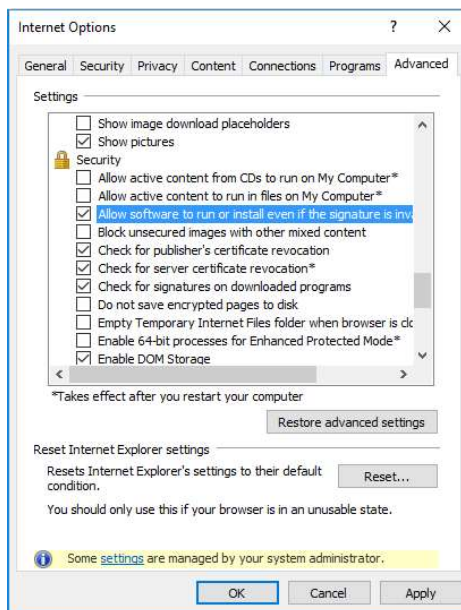 Internet Options ? X
General Security Privacy Content Connections Programs Advanced
Settings
Show image download placeholders
Show pictures
Security
Allow active content from CDs to run on My Computer*
Allow active content to run in files on My Computer*
Allow software to run or install even if the signature is inva
Block unsecured images with other mixed content
Check for publisher's certificate revocation
Check for server certificate revocation*
Check for signatures on downloaded programs
Do not save encrypted pages to disk
Empty Temporary Internet Files folder when browser is clo
Enable 64-bit processes for Enhanced Protected Mode*
Enable DOM Storage
*Takes effect after you restart your computer
Restore advanced settings
Reset Internet Explorer settings
Resets Internet Explorer's settings to their default
condition.
Reset...
You should only use this if your browser is in an unusable state.
Some settings are managed by your system administrator.
OK Cancel Apply